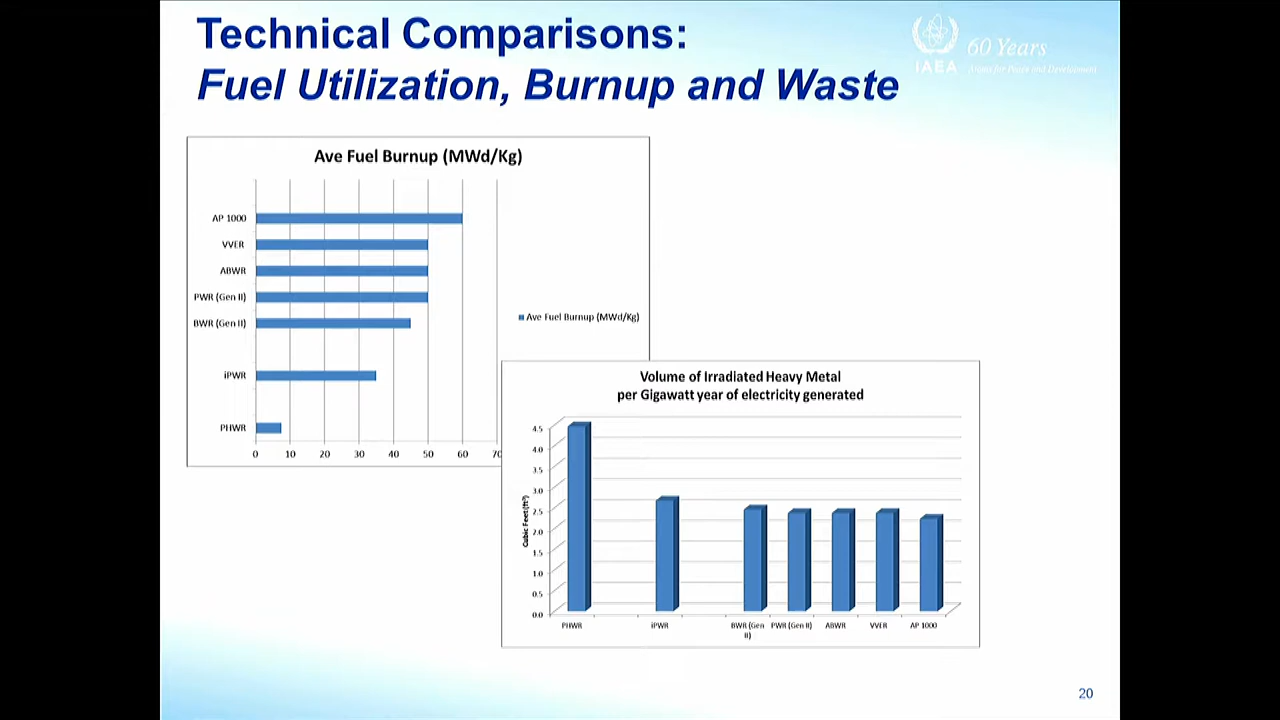 Technical Comparisons:
Fuel Utilization, Burnup and Waste
IAEA
60 Years
Atoms for Peace and Development
Ave Fuel Burnup (MWd/Kg)
AP 1000
VVER
ABWR
PWR (Gen II)
BWR (Gen II)
iPWR
PHWR
0 10 20 30 40 50 60 70
Ave Fuel Burnup (MWd/Kg)
Volume of Irradiated Heavy Metal
per Gigawatt year of electricity generated
Cubic Feet (ft³)
4.5
4.0
3.5
3.0
2.5
2.0
1.5
1.0
0.5
0.0
PHWR iPWR BWR (Gen II) PWR (Gen II) ABWR VVER AP 1000
20